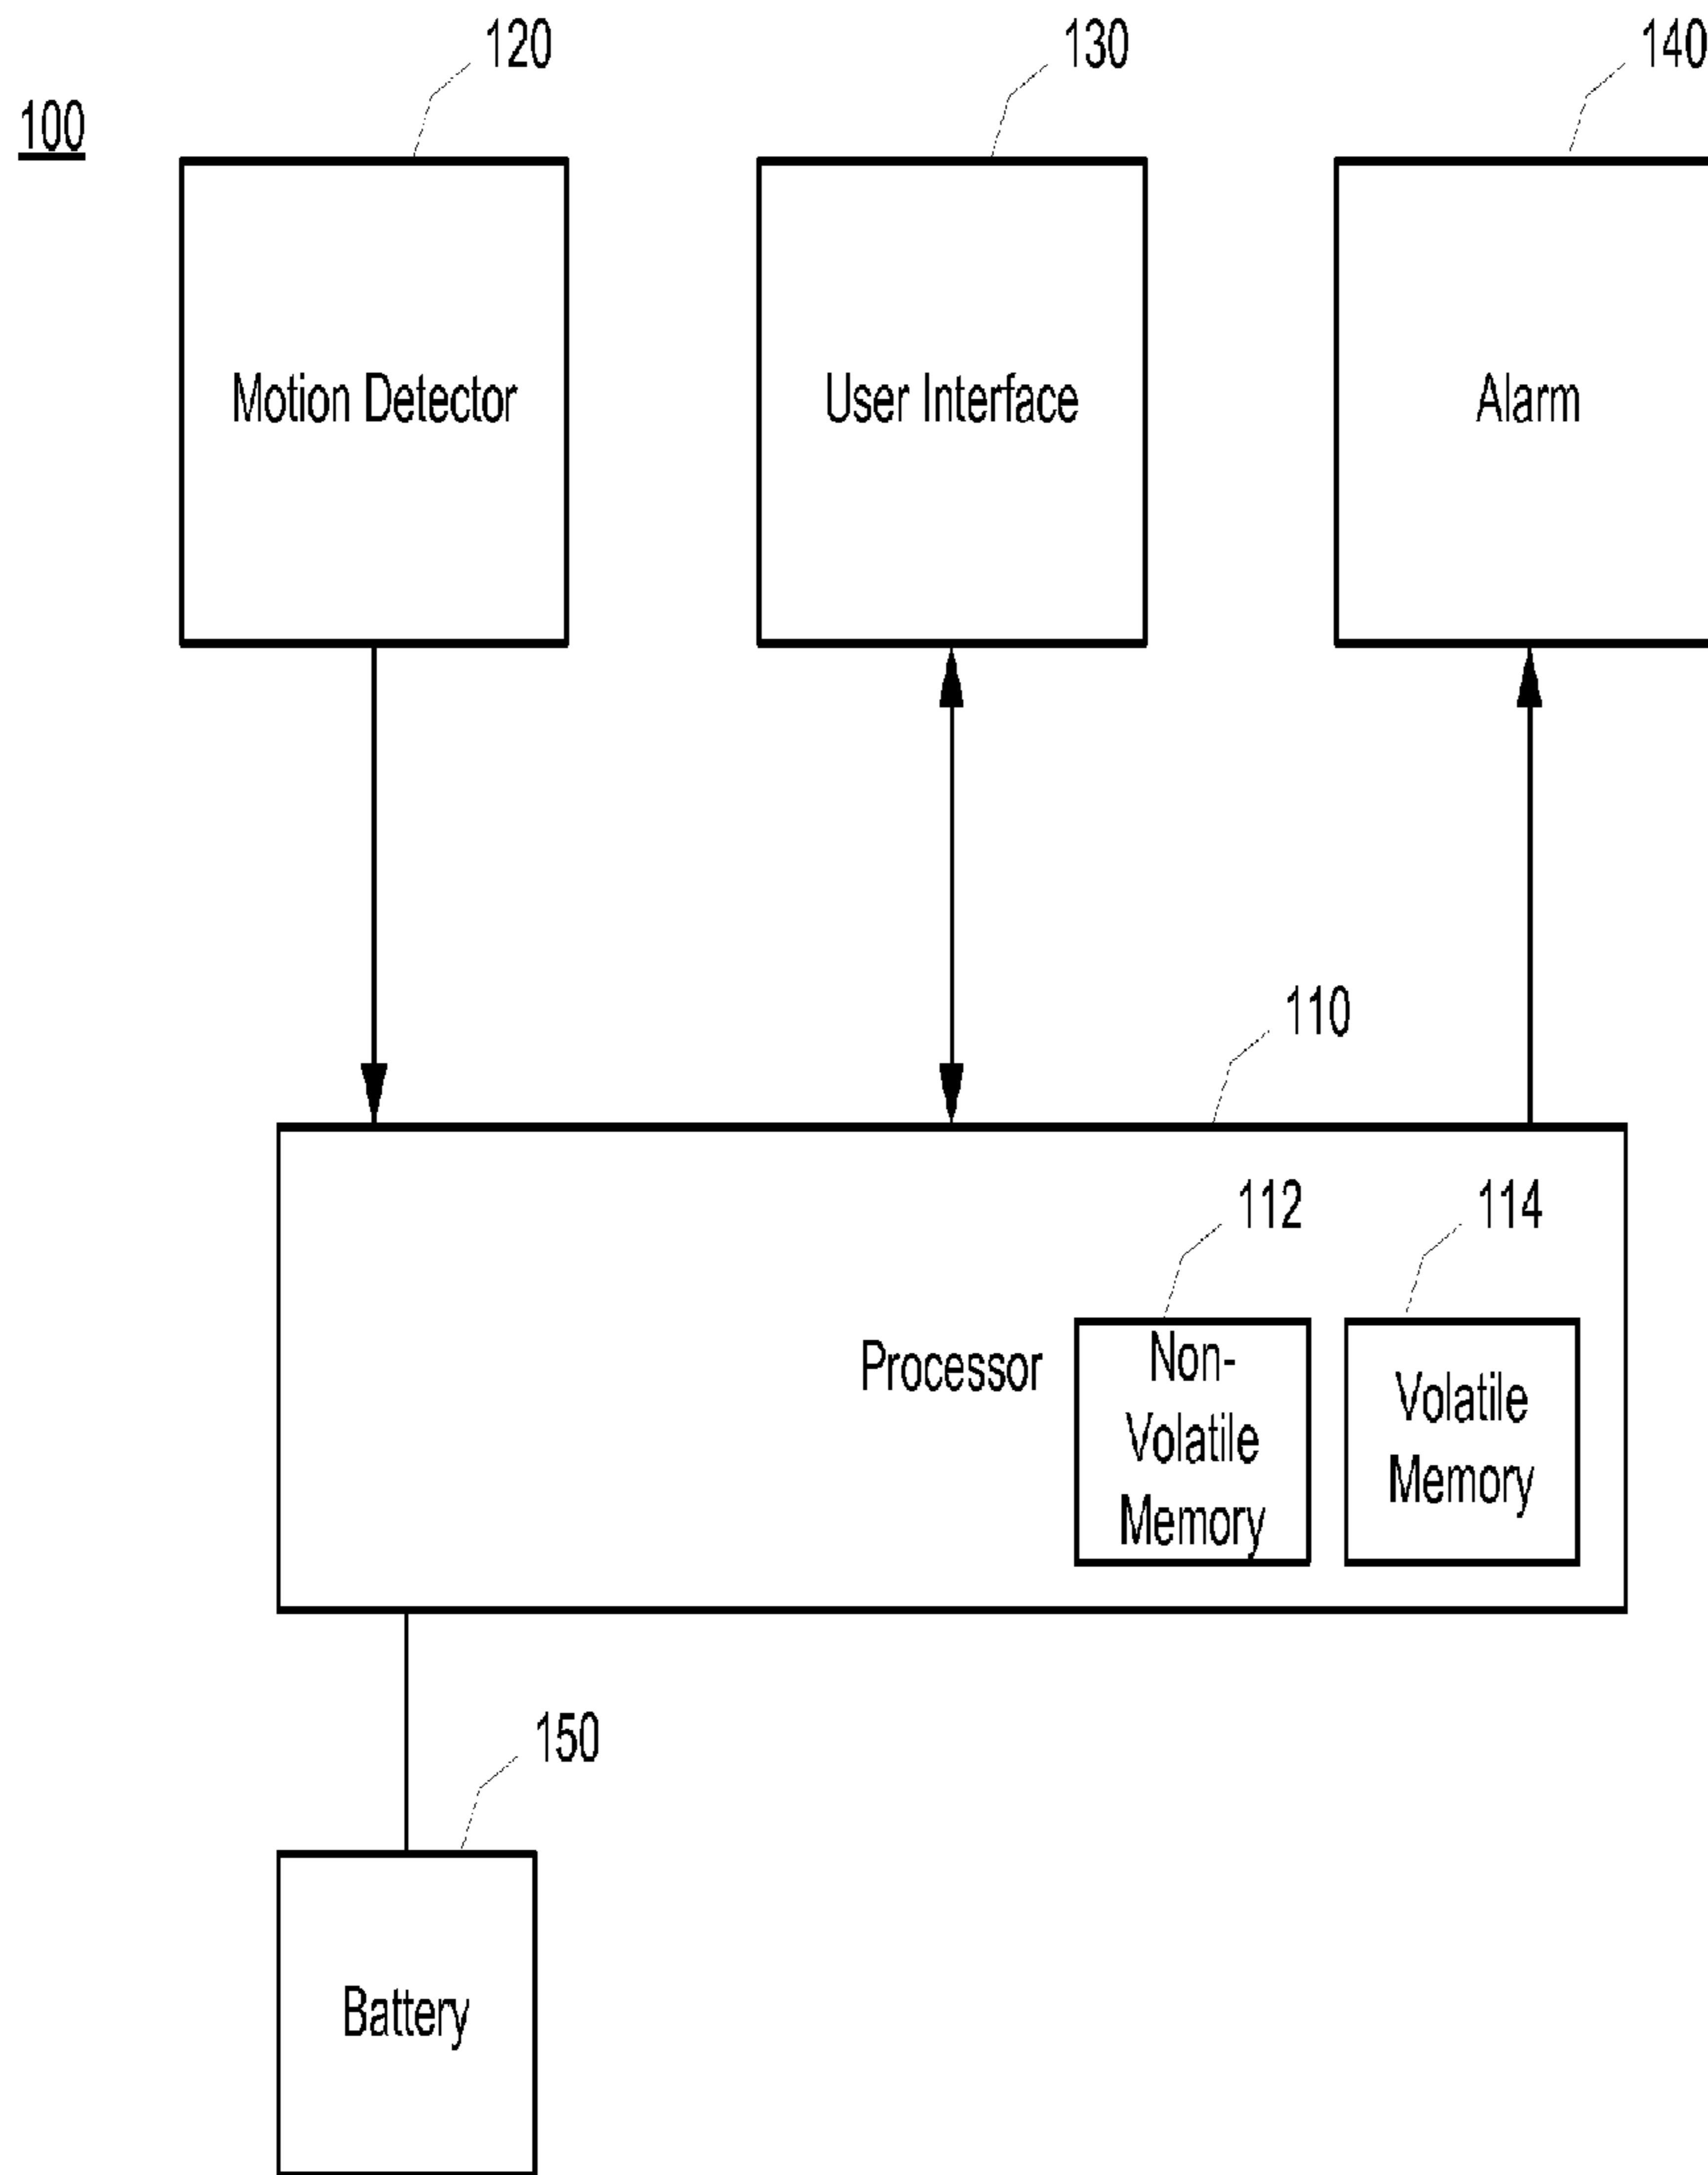 120
130
140
100
Motion Detector
User Interface
Alarm
110
112
114
Processor
Non-
Volatile
Memory
Volatile
Memory
150
Battery